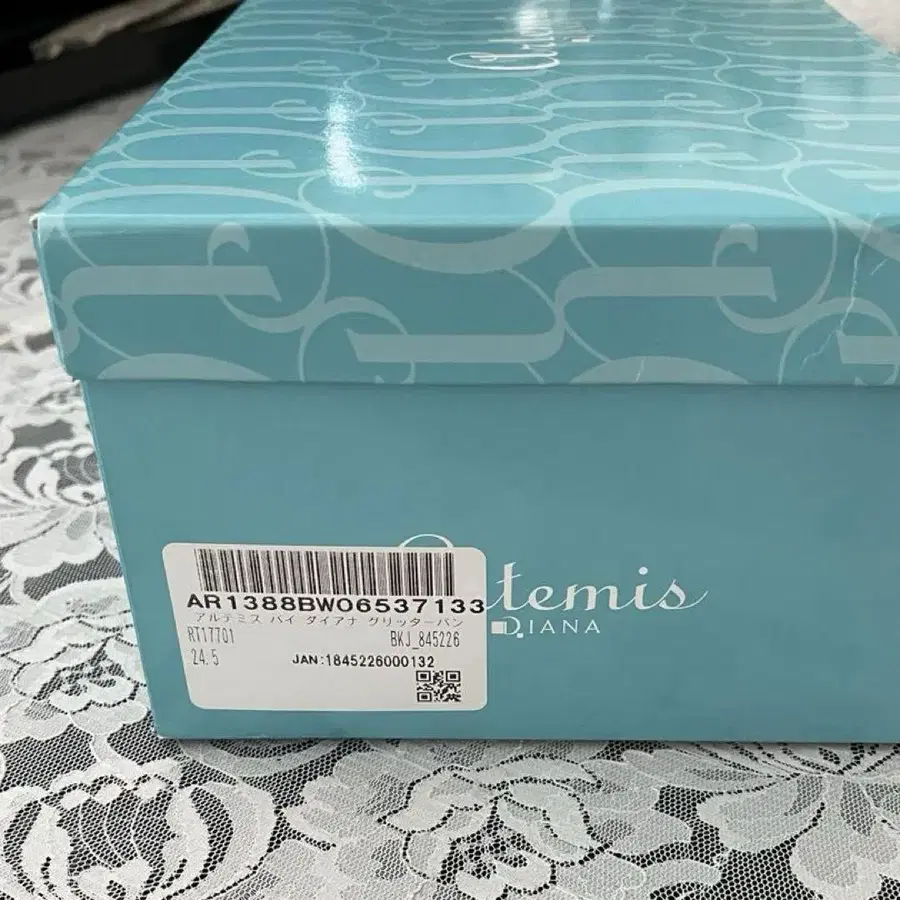 AR1388BW06537133
アルテミス バイ ダイアナ グリッターパン
RT17701 BKJ_845226
24.5 JAN:1845226000132
temis
DIANA